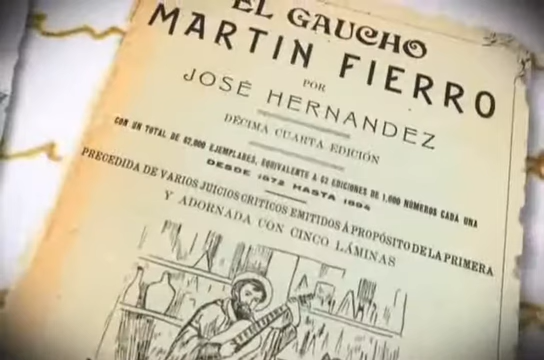 EL GAUCHO
MARTIN FIERRO
POR
JOSÉ HERNANDEZ
DÉCIMA CUARTA EDICIÓN
CON UN TOTAL DE 62,000 EJEMPLARES, EQUIVALENTE A 62 EDICIONES DE 1,000 NÚMEROS CADA UNA
DESDE 1872 HASTA 1894
PRECEDIDA DE VARIOS JUICIOS CRITICOS EMITIDOS Á PROPÓSITO DE LA PRIMERA
Y ADORNADA CON CINCO LÁMINAS